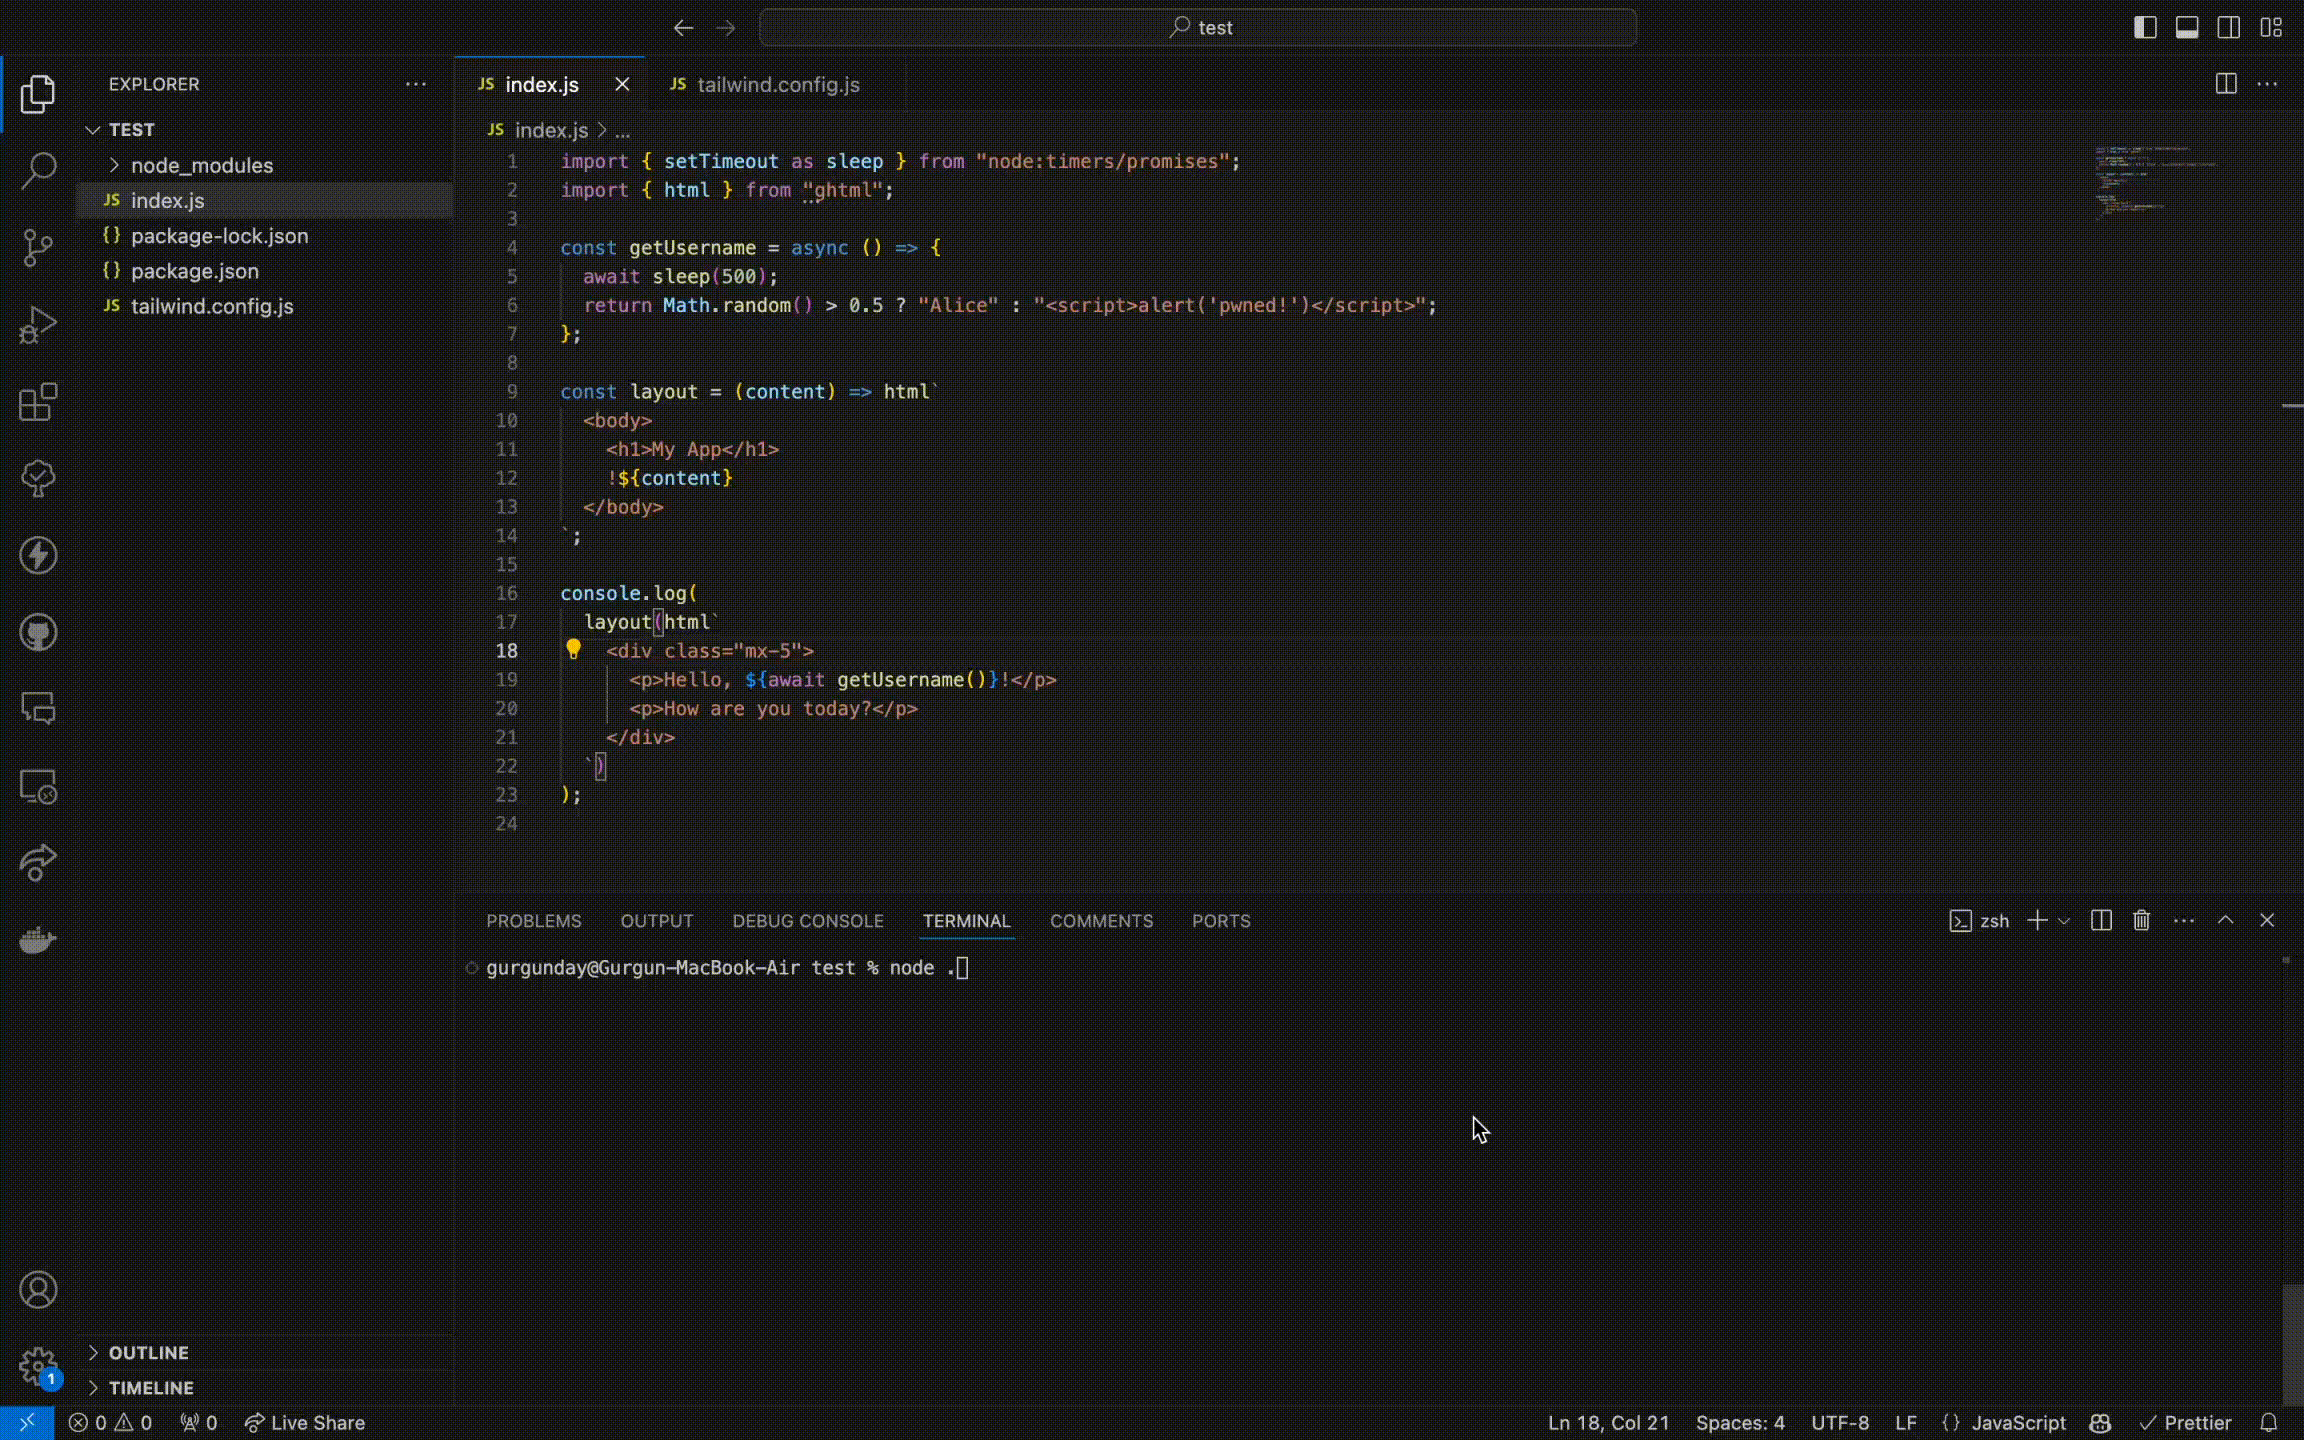 test
EXPLORER
TEST
node_modules
JS index.js
{} package-lock.json
{} package.json
JS tailwind.config.js
OUTLINE
TIMELINE
JS index.js
JS tailwind.config.js
JS index.js > ...
1 import { setTimeout as sleep } from "node:timers/promises";
2 import { html } from "ghtml";
3
4 const getUsername = async () => {
5 await sleep(500);
6 return Math.random() > 0.5 ? "Alice" : "<script>alert('pwned!')</script>";
7 };
8
9 const layout = (content) => html`
10 <body>
11 <h1>My App</h1>
12 !${content}
13 </body>
14 `;
15
16 console.log(
17 layout(html`
18 <div class="mx-5">
19 <p>Hello, ${await getUsername()}!</p>
20 <p>How are you today?</p>
21 </div>
22 `)
23 );
24
PROBLEMS OUTPUT DEBUG CONSOLE TERMINAL COMMENTS PORTS zsh
gurgunday@Gurgun-MacBook-Air test % node .
1
0 0 0 Live Share Ln 18, Col 21 Spaces: 4 UTF-8 LF {} JavaScript Prettier